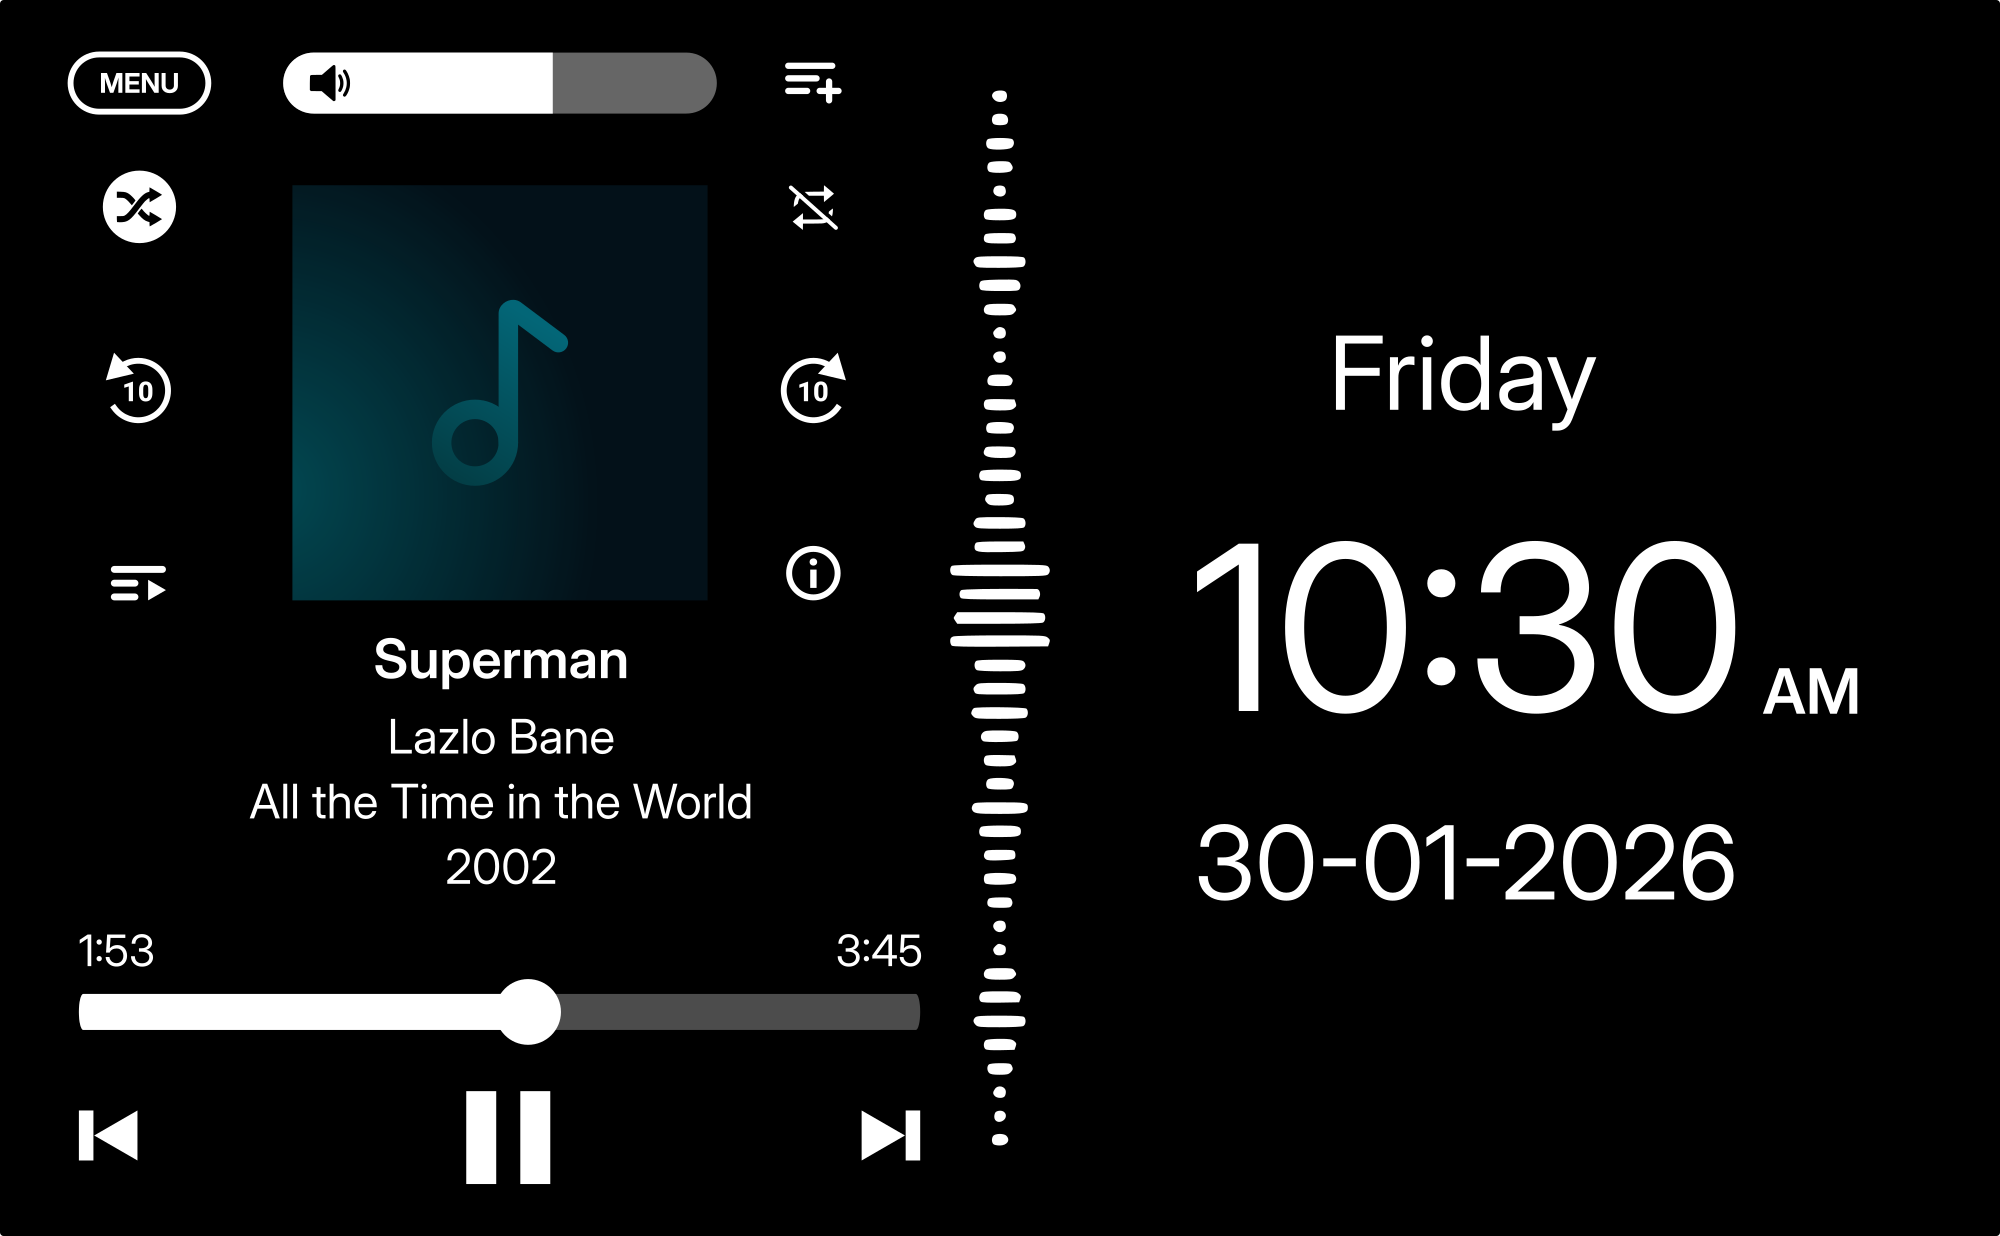 MENU
10
10
Superman
Lazlo Bane
All the Time in the World
2002
1:53
3:45
Friday
10:30 AM
30-01-2026